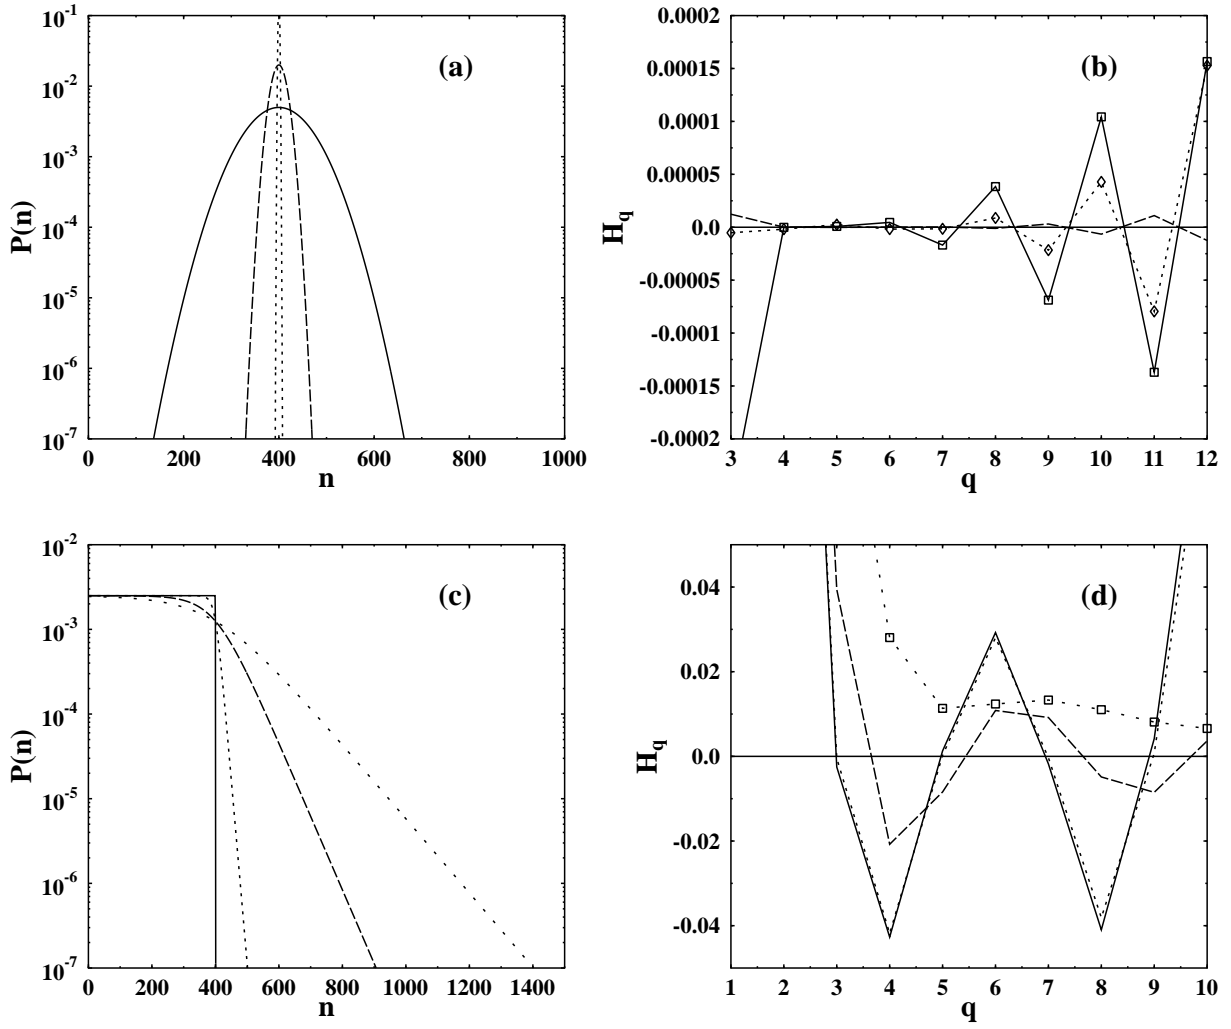 (a)
P(n)
10-1
10-2
10-3
10-4
10-5
10-6
10-7
0 200 400 600 800 1000
n
(b)
Hq
0.0002
0.00015
0.0001
0.00005
0.0
-0.00005
-0.0001
-0.00015
-0.0002
3 4 5 6 7 8 9 10 11 12
q
(c)
P(n)
10-2
10-3
10-4
10-5
10-6
10-7
0 200 400 600 800 1000 1200 1400
n
(d)
Hq
0.04
0.02
0.0
-0.02
-0.04
1 2 3 4 5 6 7 8 9 10
q